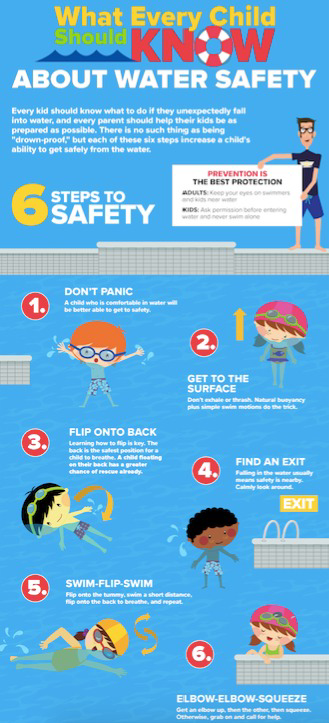 What Every Child
Should KNOW
ABOUT WATER SAFETY
Every kid should know what to do if they unexpectedly fall
into water, and every parent should help their kids be as
prepared as possible. There is no such thing as being
"drown-proof," but each of these six steps increase a child's
ability to get safely from the water.
PREVENTION IS
THE BEST PROTECTION
ADULTS: Keep your eyes on swimmers
and kids near water
KIDS: Ask permission before entering
water and never swim alone
6 STEPS TO
SAFETY
1.
DON'T PANIC
A child who is comfortable in water will
be better able to get to safety.
2.
GET TO THE
SURFACE
Don't exhale or thrash. Natural buoyancy
plus simple swim motions do the trick.
3.
FLIP ONTO BACK
Learning how to flip is key. The
back is the safest position for a
child to breathe. A child floating
on their back has a greater
chance of rescue already.
4.
FIND AN EXIT
Falling in the water usually
means safety is nearby.
Calmly look around.
EXIT
5.
SWIM-FLIP-SWIM
Flip onto the tummy, swim a short distance,
flip onto the back to breathe, and repeat.
6.
ELBOW-ELBOW-SQUEEZE
Get an elbow up, then the other, then squeeze.
Otherwise, grab on and call for help.